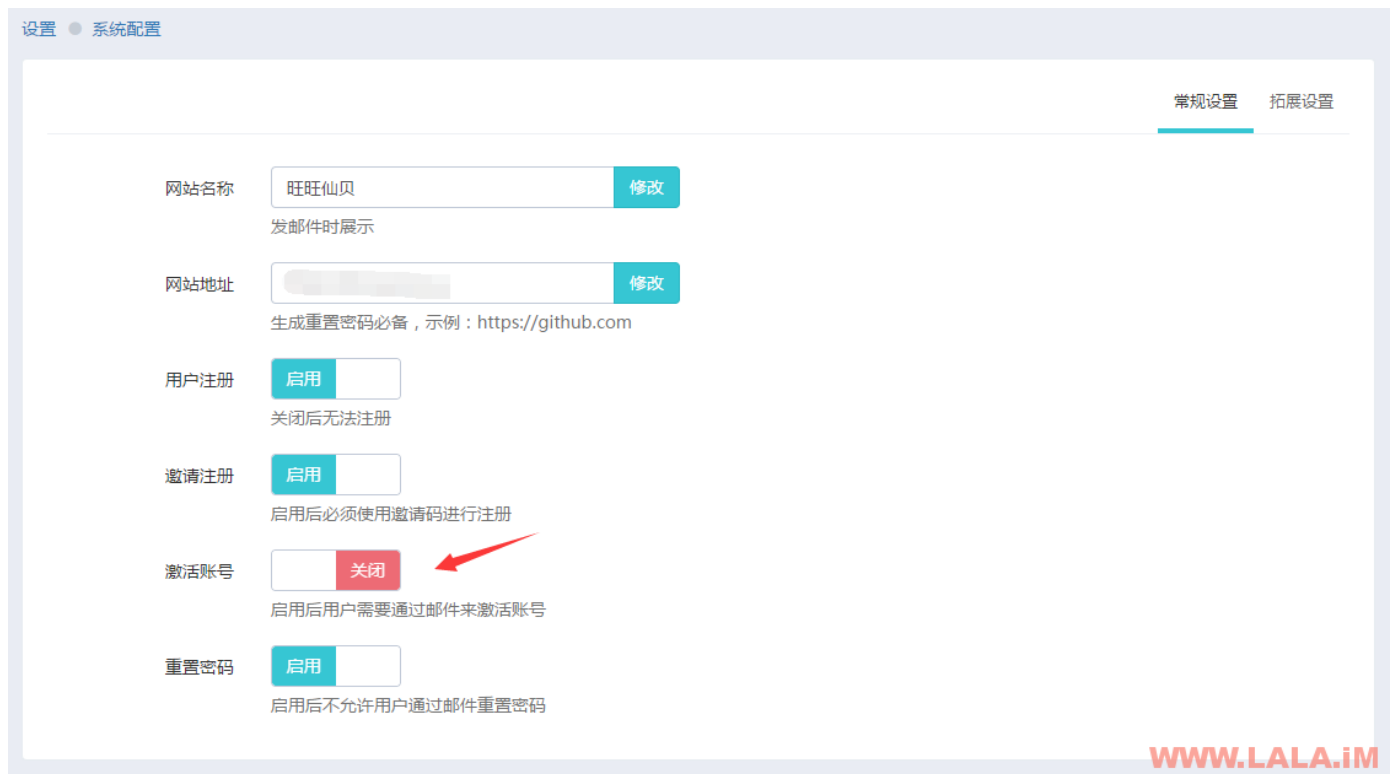 设置 系统配置
常规设置 拓展设置
网站名称 旺旺仙贝 修改
发邮件时展示
网站地址 修改
生成重置密码必备，示例：https://github.com
用户注册 启用
关闭后无法注册
邀请注册 启用
启用后必须使用邀请码进行注册
激活账号 关闭
启用后用户需要通过邮件来激活账号
重置密码 启用
启用后不允许用户通过邮件重置密码
WWW.LALA.iM